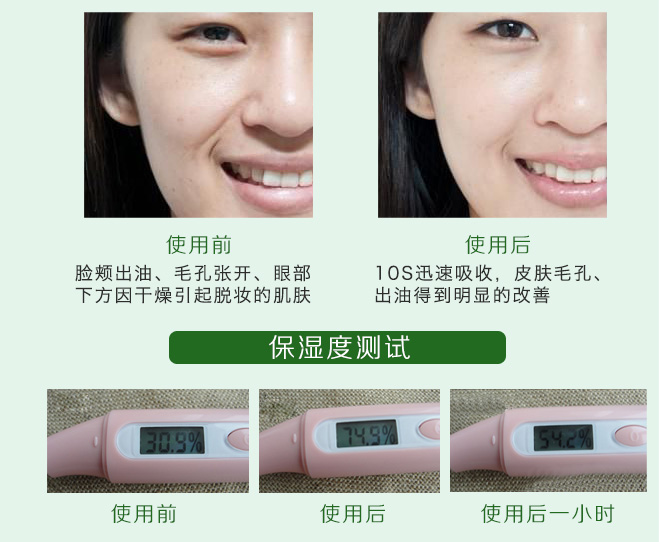 使用前
使用后
脸颊出油、毛孔张开、眼部
下方因干燥引起脱妆的肌肤
10S迅速吸收，皮肤毛孔、
出油得到明显的改善
保湿度测试
30.9%
74.9%
54.2%
使用前
使用后
使用后一小时